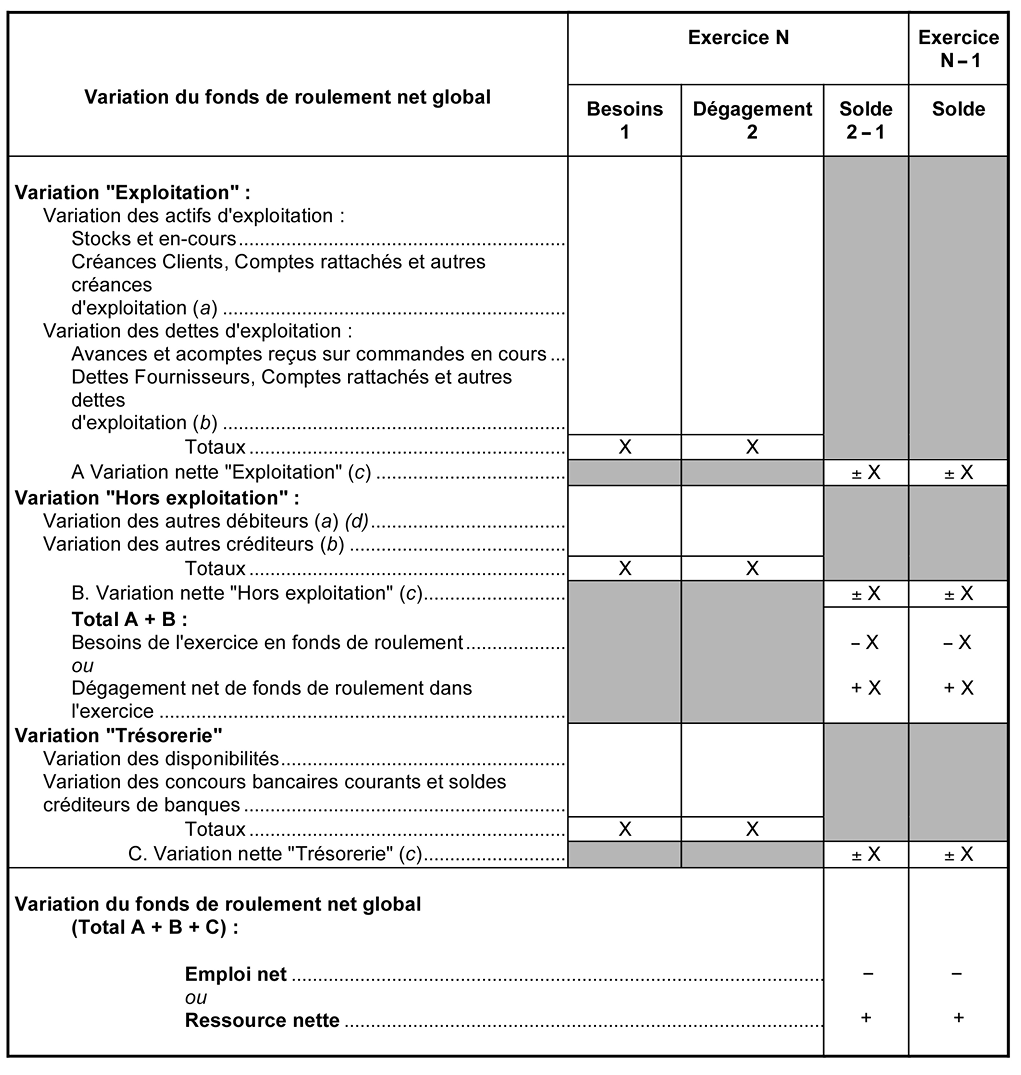 Variation du fonds de roulement net global
Exercice N
Exercice
N – 1
Besoins
1
Dégagement
2
Solde
2 – 1
Solde
Variation "Exploitation" :
Variation des actifs d'exploitation :
Stocks et en-cours
Créances Clients, Comptes rattachés et autres
créances
d'exploitation (a)
Variation des dettes d'exploitation :
Avances et acomptes reçus sur commandes en cours ...
Dettes Fournisseurs, Comptes rattachés et autres
dettes
d'exploitation (b)
Totaux X X
A Variation nette "Exploitation" (c) ± X ± X
Variation "Hors exploitation" :
Variation des autres débiteurs (a) (d)
Variation des autres créditeurs (b)
Totaux X X
B. Variation nette "Hors exploitation" (c) ± X ± X
Total A + B :
Besoins de l'exercice en fonds de roulement – X – X
ou
Dégagement net de fonds de roulement dans + X + X
l'exercice
Variation "Trésorerie"
Variation des disponibilités
Variation des concours bancaires courants et soldes
créditeurs de banques
Totaux X X
C. Variation nette "Trésorerie" (c) ± X ± X
Variation du fonds de roulement net global
(Total A + B + C) :
Emploi net – –
ou
Ressource nette + +